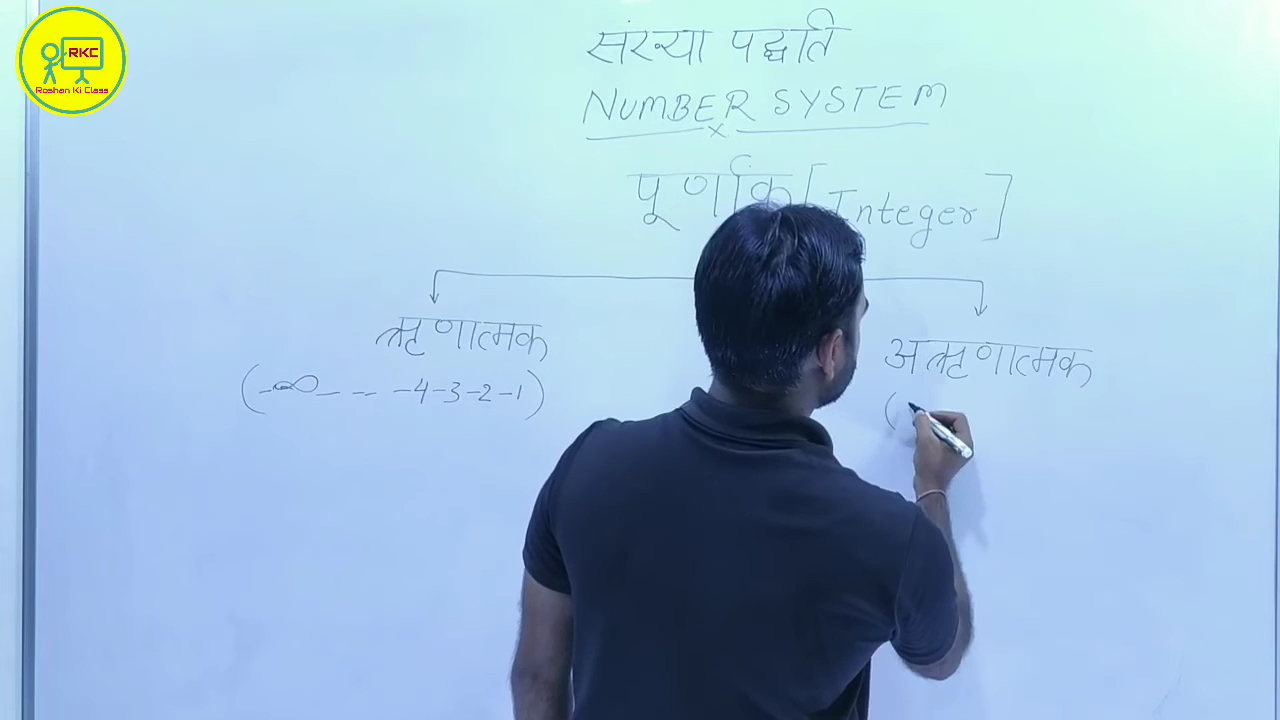 RKC
Roshan Ki Class
संख्या पद्धति
NUMBER SYSTEM
x
पूर्णांक [Integer]
ऋणात्मक
अऋणात्मक
(-∞_ -- -4-3-2-1)
(